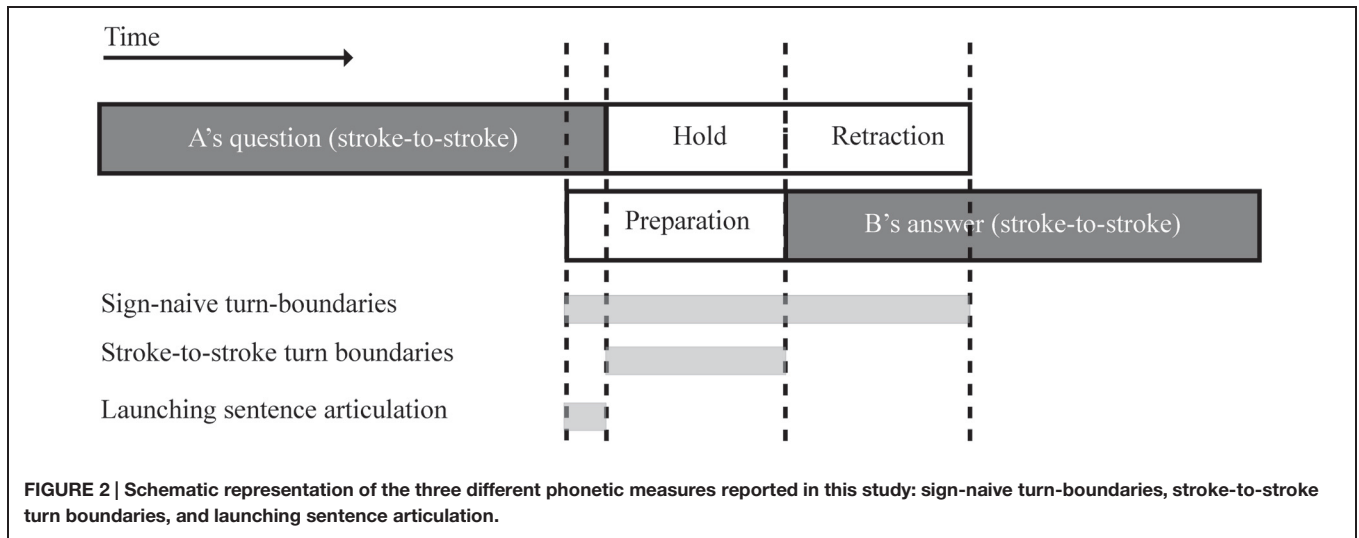 Time
A's question (stroke-to-stroke)
Hold
Retraction
Preparation
B's answer (stroke-to-stroke)
Sign-naive turn-boundaries
Stroke-to-stroke turn boundaries
Launching sentence articulation
FIGURE 2 | Schematic representation of the three different phonetic measures reported in this study: sign-naive turn-boundaries, stroke-to-stroke
turn boundaries, and launching sentence articulation.